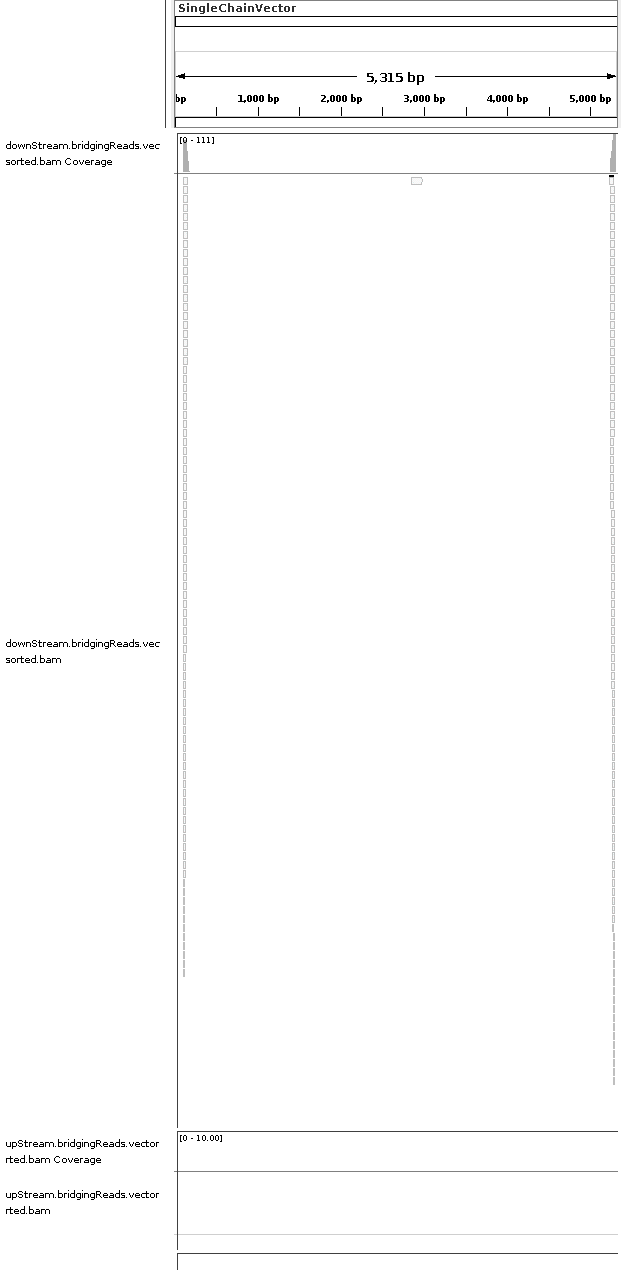 SingleChainVector
5,315 bp
bp 1,000 bp 2,000 bp 3,000 bp 4,000 bp 5,000 bp
downStream.bridgingReads.vec
sorted.bam Coverage
[0 - 111]
downStream.bridgingReads.vec
sorted.bam
upStream.bridgingReads.vector
rted.bam Coverage
[0 - 10.00]
upStream.bridgingReads.vector
rted.bam